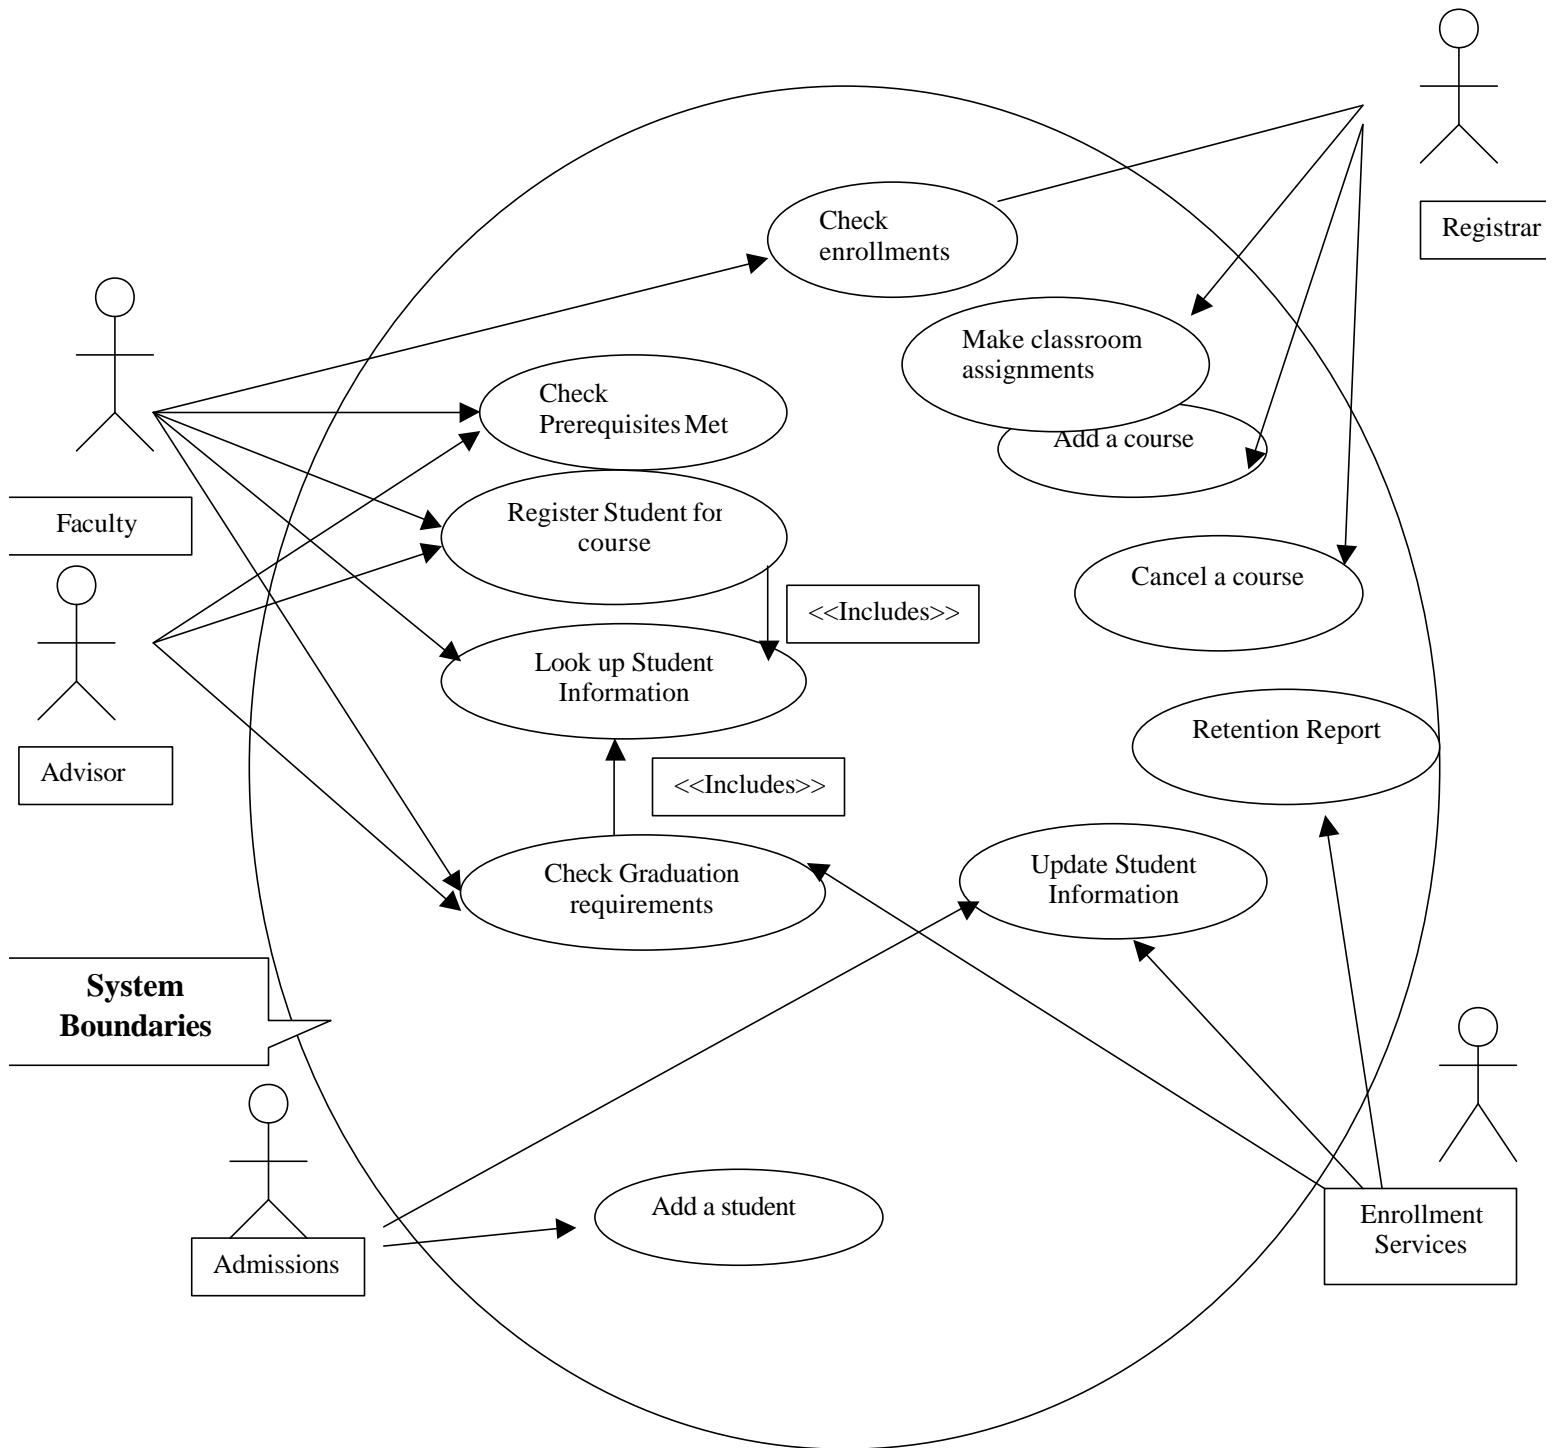 Check
enrollments
Registrar
Make classroom
assignments
Check
Prerequisites Met
Add a course
Faculty
Register Student for
course
Cancel a course
<<Includes>>
Look up Student
Information
Retention Report
Advisor
<<Includes>>
Check Graduation
requirements
Update Student
Information
System
Boundaries
Add a student
Admissions
Enrollment
Services